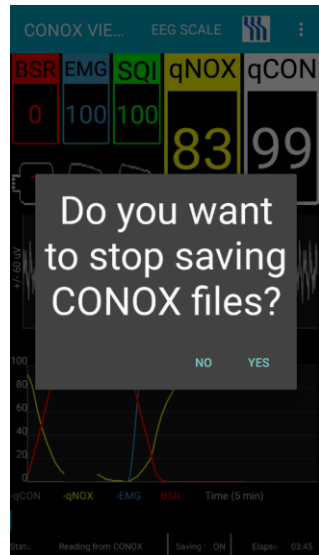 CONOX VIE... EEG SCALE
BSR EMG SQI qNOX qCON
0 100 100 83 99
Do you want
to stop saving
CONOX files?
NO YES
+/- 60 uV
100
80
60
40
20
0
-qCON -qNOX -EMG -BSR Time (5 min)
Statu Reading from CONOX Saving ON Elapse 03:45